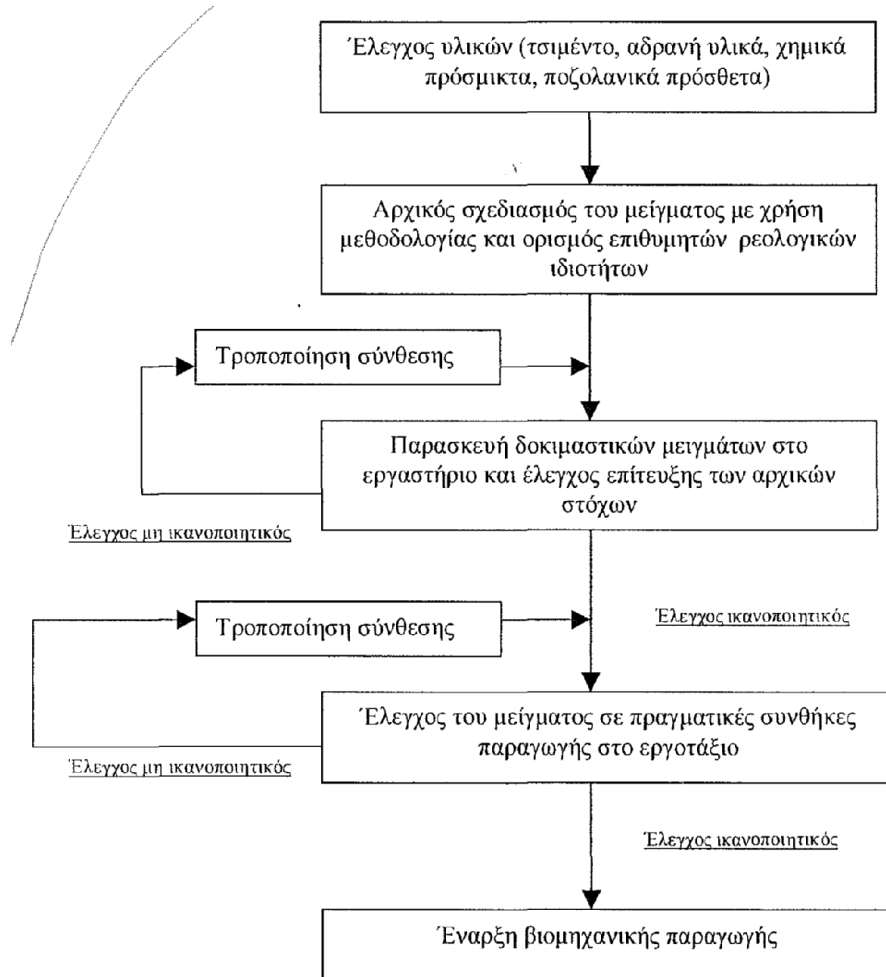 Έλεγχος υλικών (τσιμέντο, αδρανή υλικά, χημικά
πρόσμικτα, ποζολανικά πρόσθετα)
Αρχικός σχεδιασμός του μείγματος με χρήση
μεθοδολογίας και ορισμός επιθυμητών ρεολογικών
ιδιοτήτων
Τροποποίηση σύνθεσης
Παρασκευή δοκιμαστικών μειγμάτων στο
εργαστήριο και έλεγχος επίτευξης των αρχικών
στόχων
Έλεγχος μη ικανοποιητικός
Έλεγχος ικανοποιητικός
Τροποποίηση σύνθεσης
Έλεγχος του μείγματος σε πραγματικές συνθήκες
παραγωγής στο εργοτάξιο
Έλεγχος μη ικανοποιητικός
Έλεγχος ικανοποιητικός
Έναρξη βιομηχανικής παραγωγής